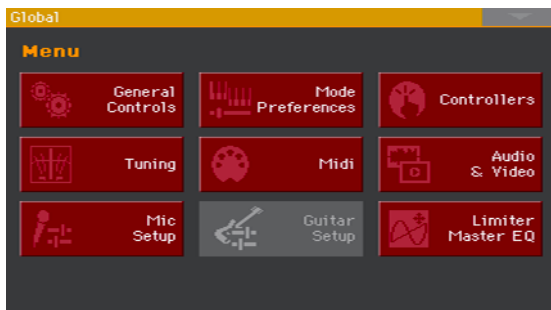 Global
Menu
General
Controls
Mode
Preferences
Controllers
Tuning
Midi
Audio
& Video
Mic
Setup
Guitar
Setup
Limiter
Master EQ